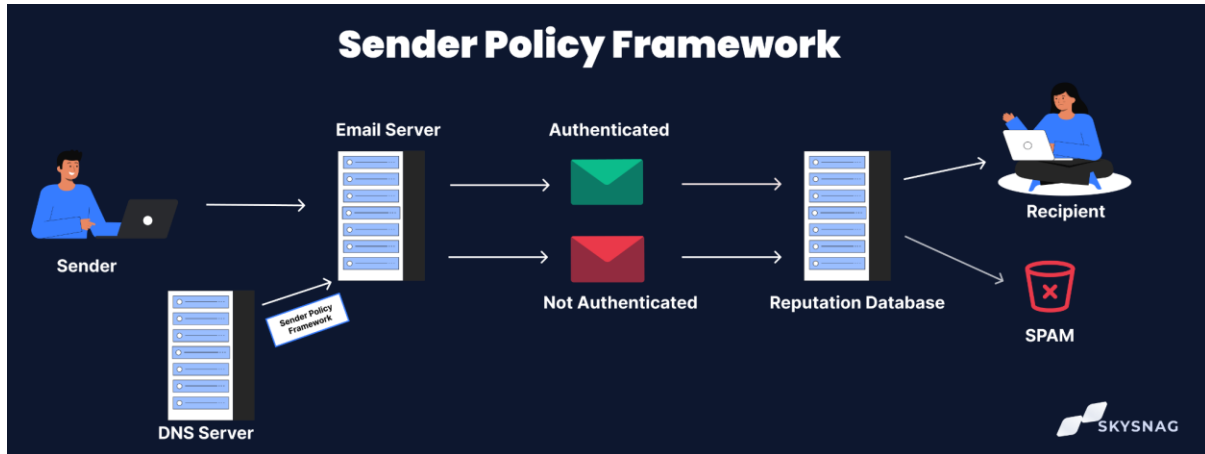 Sender Policy Framework
Email Server
Authenticated
Sender
Recipient
Not Authenticated
Reputation Database
Sender Policy
Framework
SPAM
DNS Server
SKYSNAG